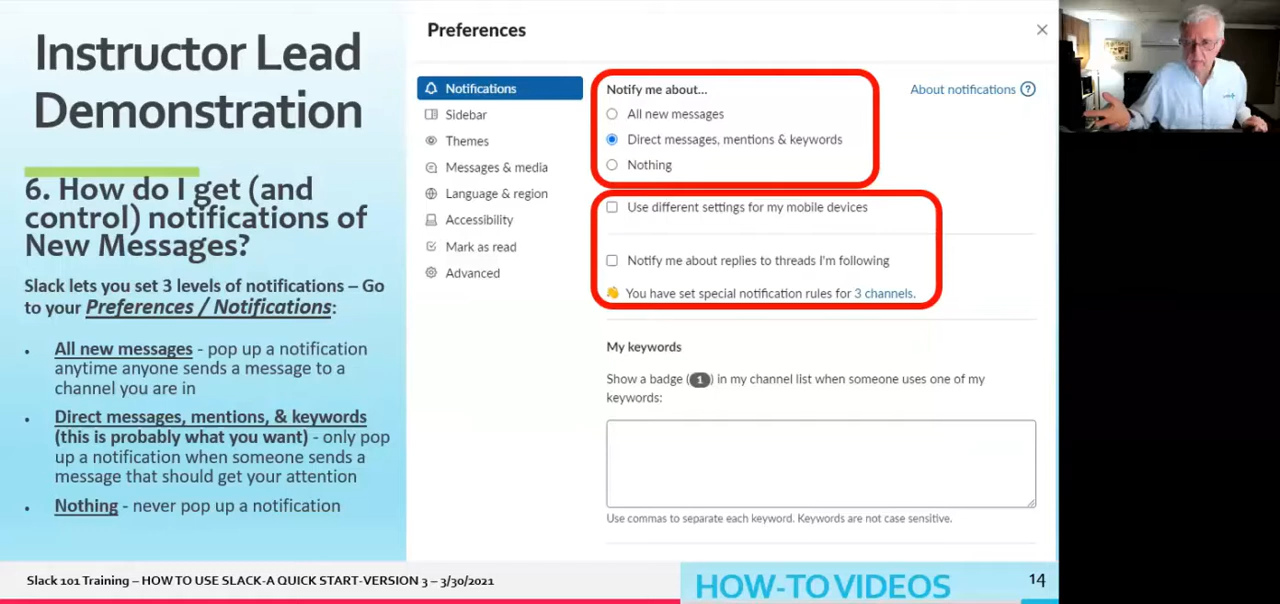 Instructor Lead
Demonstration
6. How do I get (and
control) notifications of
New Messages?
Slack lets you set 3 levels of notifications – Go
to your Preferences / Notifications:
• All new messages - pop up a notification
anytime anyone sends a message to a
channel you are in
• Direct messages, mentions, & keywords
(this is probably what you want) - only pop
up a notification when someone sends a
message that should get your attention
• Nothing - never pop up a notification
Preferences
Notifications
Sidebar
Themes
Messages & media
Language & region
Accessibility
Mark as read
Advanced
Notify me about...
About notifications ?
All new messages
Direct messages, mentions & keywords
Nothing
Use different settings for my mobile devices
Notify me about replies to threads I'm following
You have set special notification rules for 3 channels.
My keywords
Show a badge (1) in my channel list when someone uses one of my
keywords:
Use commas to separate each keyword. Keywords are not case sensitive.
Slack 101 Training – HOW TO USE SLACK-A QUICK START-VERSION 3 – 3/30/2021
HOW-TO VIDEOS
14